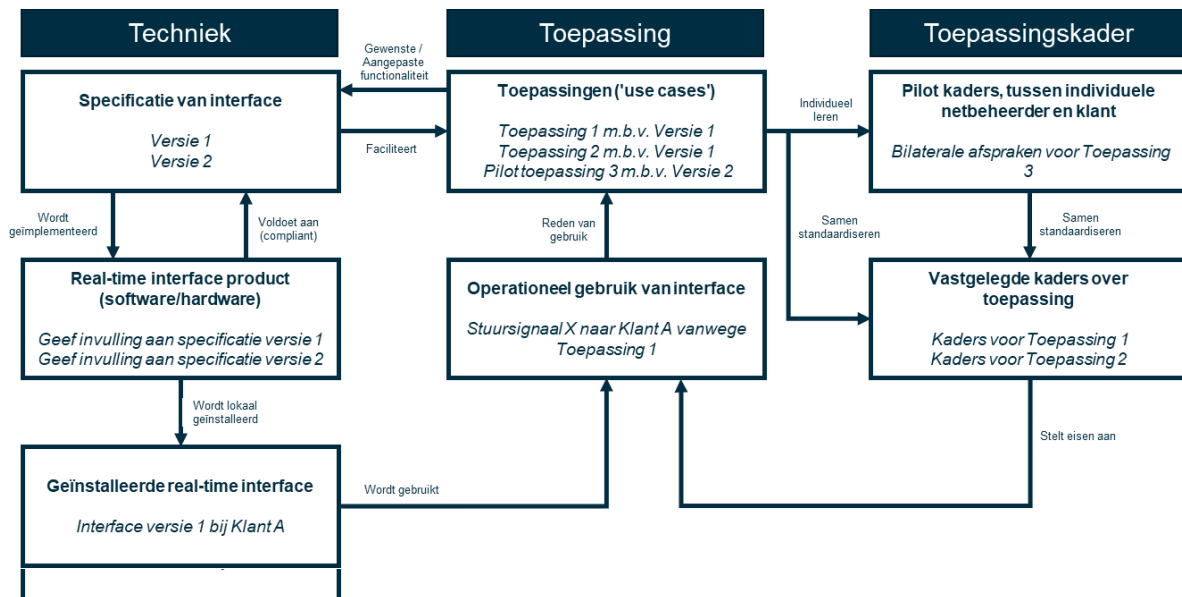 Techniek
Toepassing
Toepassingskader
Specificatie van interface
Versie 1
Versie 2
Gewenste /
Aangepaste
functionaliteit
Faciliteert
Toepassingen ('use cases')
Toepassing 1 m.b.v. Versie 1
Toepassing 2 m.b.v. Versie 1
Pilot toepassing 3 m.b.v. Versie 2
Individueel
leren
Pilot kaders, tussen individuele
netbeheerder en klant
Bilaterale afspraken voor Toepassing
3
Wordt
geïmplementeerd
Voldoet aan
(compliant)
Reden van
gebruik
Samen
standaardiseren
Samen
standaardiseren
Real-time interface product
(software/hardware)
Geef invulling aan specificatie versie 1
Geef invulling aan specificatie versie 2
Operationeel gebruik van interface
Stuursignaal X naar Klant A vanwege
Toepassing 1
Vastgelegde kaders over
toepassing
Kaders voor Toepassing 1
Kaders voor Toepassing 2
Wordt lokaal
geïnstalleerd
Stelt eisen aan
Geïnstalleerde real-time interface
Interface versie 1 bij Klant A
Wordt gebruikt